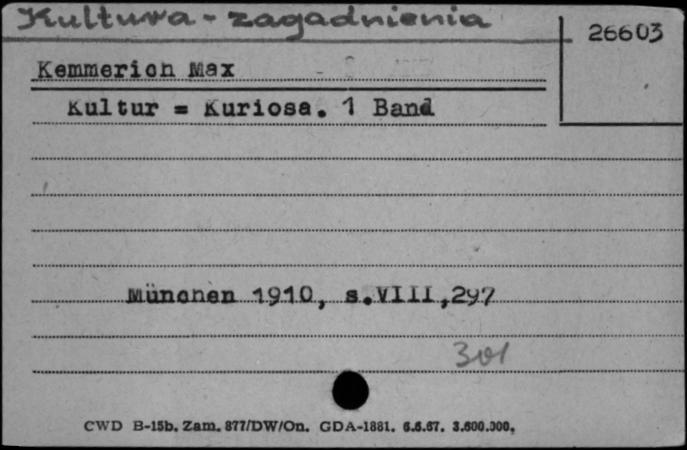 Kultura - zagadnienia
26603
Kemmerich Max
Kultur = Kuriosa. 1 Band
München 1910, s.VIII,297
301
CWD B-15b. Zam. 877/DW/On. GDA-1881. 6.6.67. 3.600.000.